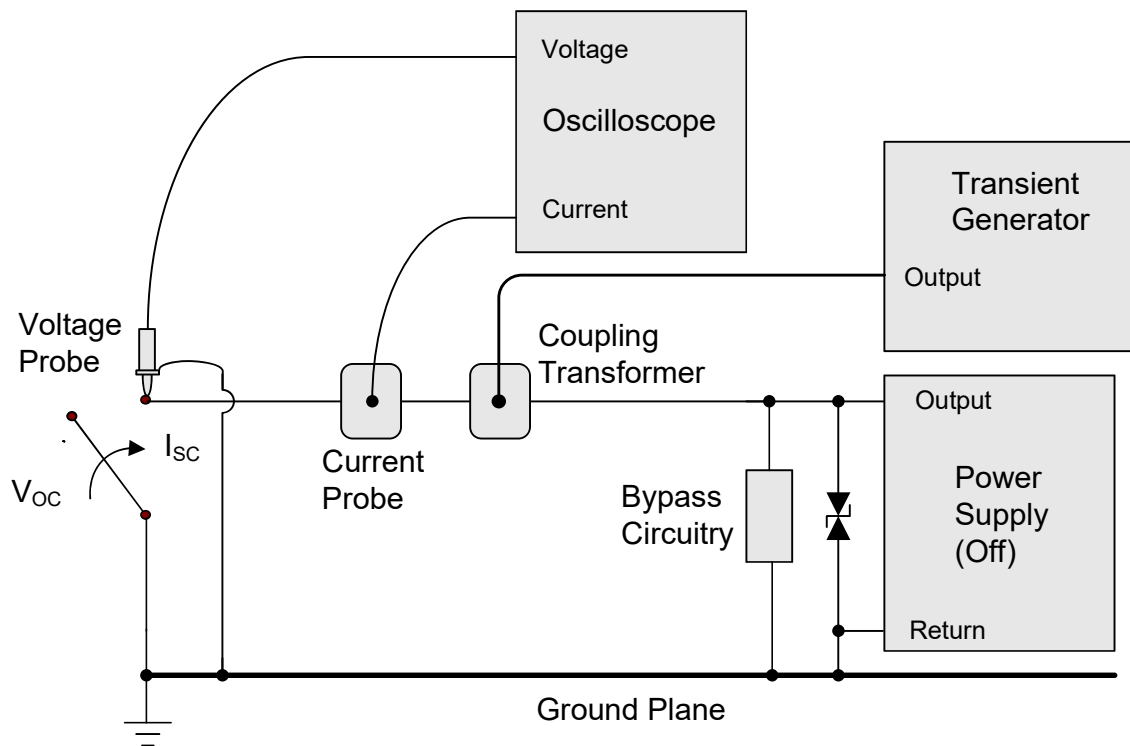 Voltage
Oscilloscope
Current
Transient
Generator
Output
Voltage
Probe
Coupling
Transformer
Output
I_SC
V_OC
Current
Probe
Bypass
Circuitry
Power
Supply
(Off)
Return
Ground Plane